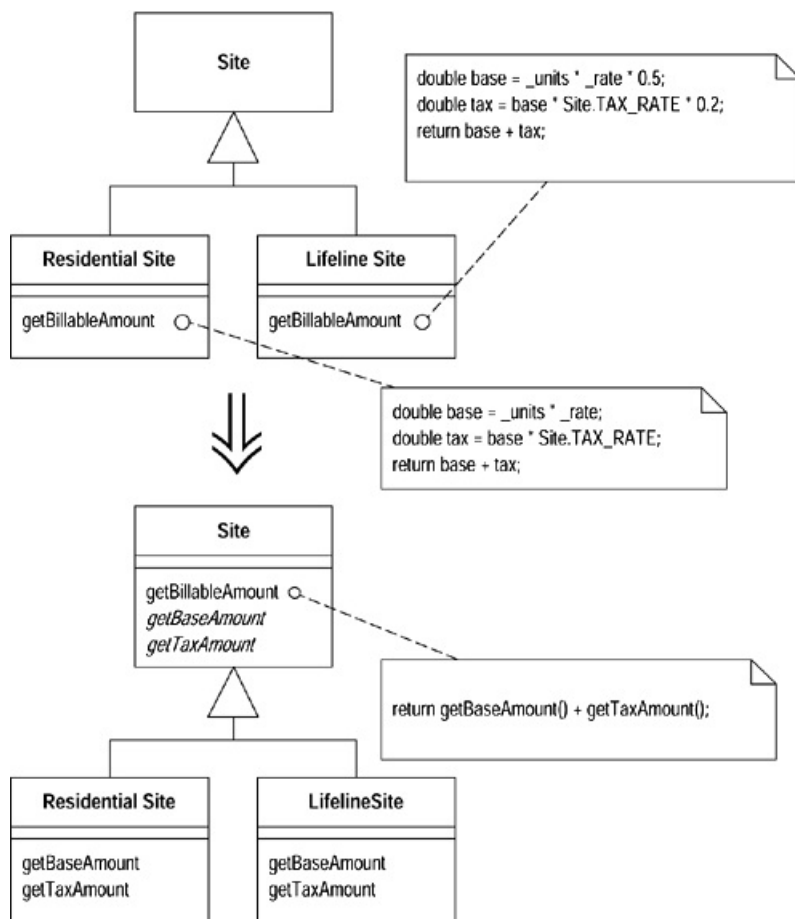 Site
double base = _units * _rate * 0.5;
double tax = base * Site.TAX_RATE * 0.2;
return base + tax;
Residential Site
Lifeline Site
getBillableAmount
getBillableAmount
double base = _units * _rate;
double tax = base * Site.TAX_RATE;
return base + tax;
Site
getBillableAmount
getBaseAmount
getTaxAmount
return getBaseAmount() + getTaxAmount();
Residential Site
LifelineSite
getBaseAmount
getTaxAmount
getBaseAmount
getTaxAmount